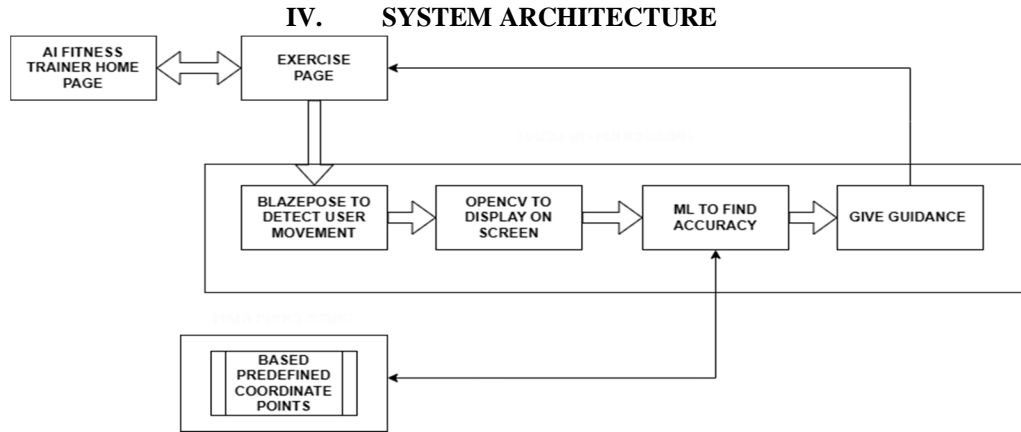 IV. SYSTEM ARCHITECTURE
AI FITNESS
TRAINER HOME
PAGE
EXERCISE
PAGE
BLAZEPOSE TO
DETECT USER
MOVEMENT
OPENCV TO
DISPLAY ON
SCREEN
ML TO FIND
ACCURACY
GIVE GUIDANCE
BASED
PREDEFINED
COORDINATE
POINTS